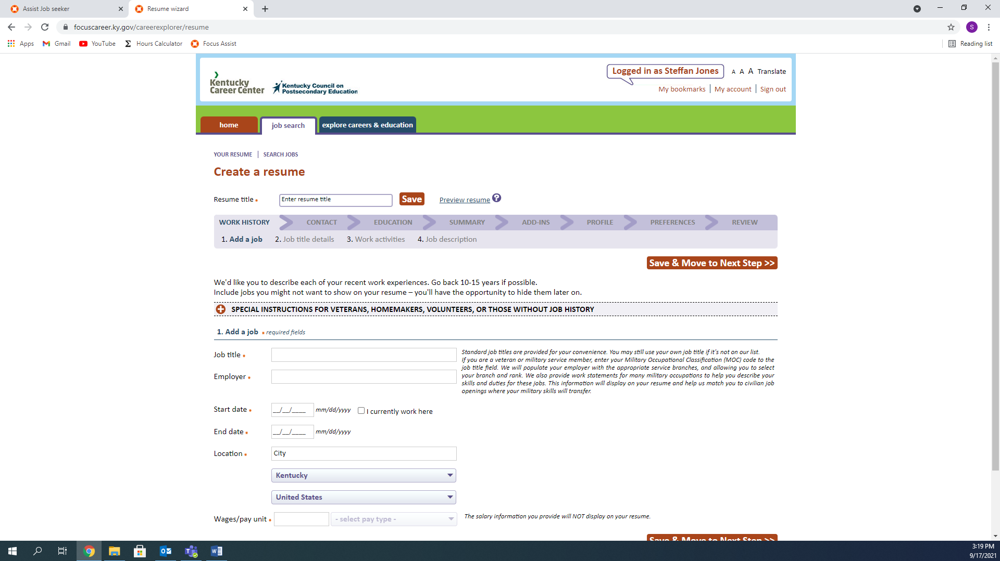 Assist Job seeker
Resume wizard
focuscareer.ky.gov/careerexplorer/resume
S
Apps
Gmail
YouTube
Hours Calculator
Focus Assist
Reading list
Kentucky
Career Center
Kentucky Council on
Postsecondary Education
Logged in as Steffan Jones
A A A Translate
My bookmarks | My account | Sign out
home
job search
explore careers & education
YOUR RESUME | SEARCH JOBS
Create a resume
Resume title *
Enter resume title
Save
Preview resume ?
WORK HISTORY
CONTACT
EDUCATION
SUMMARY
ADD-INS
PROFILE
PREFERENCES
REVIEW
1. Add a job
2. Job title details
3. Work activities
4. Job description
Save & Move to Next Step >>
We'd like you to describe each of your recent work experiences. Go back 10-15 years if possible.
Include jobs you might not want to show on your resume – you'll have the opportunity to hide them later on.
SPECIAL INSTRUCTIONS FOR VETERANS, HOMEMAKERS, VOLUNTEERS, OR THOSE WITHOUT JOB HISTORY
1. Add a job * required fields
Job title *
Standard job titles are provided for your convenience. You may still use your own job title if it's not on our list.
If you are a veteran or military service member, enter your Military Occupational Classification (MOC) code to the
job title field. We will populate your employer with the appropriate service branches, and allowing you to select
your branch and rank. We also provide work statements for many military occupations to help you describe your
skills and duties for these jobs. This information will display on your resume and help us match you to civilian job
openings where your military skills will transfer.
Employer *
Start date *
__/__/____ mm/dd/yyyy
I currently work here
End date *
__/__/____ mm/dd/yyyy
Location *
City
Kentucky
United States
Wages/pay unit *
- select pay type -
The salary information you provide will NOT display on your resume.
Save & Move to Next Step >>
3:19 PM
9/17/2021